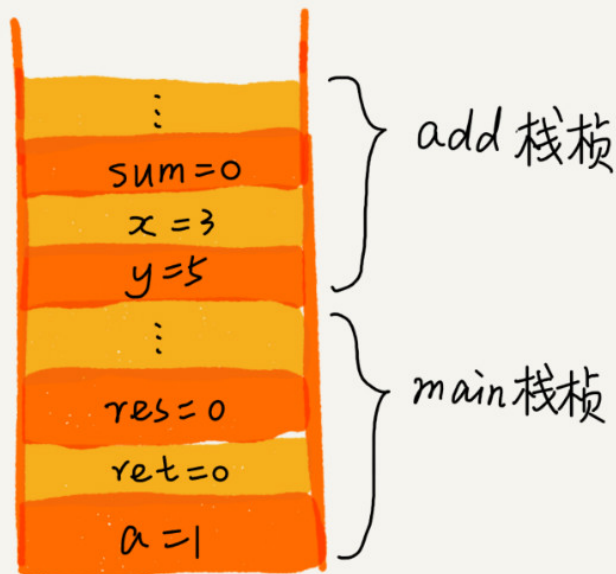 ⋮
sum=0
x=3
y=5
add 栈桢
⋮
res=0
ret=0
a=1
main栈桢